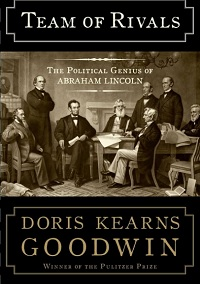 TEAM OF RIVALS
THE POLITICAL GENIUS OF
ABRAHAM LINCOLN
DORIS KEARNS
GOODWIN
WINNER OF THE PULITZER PRIZE